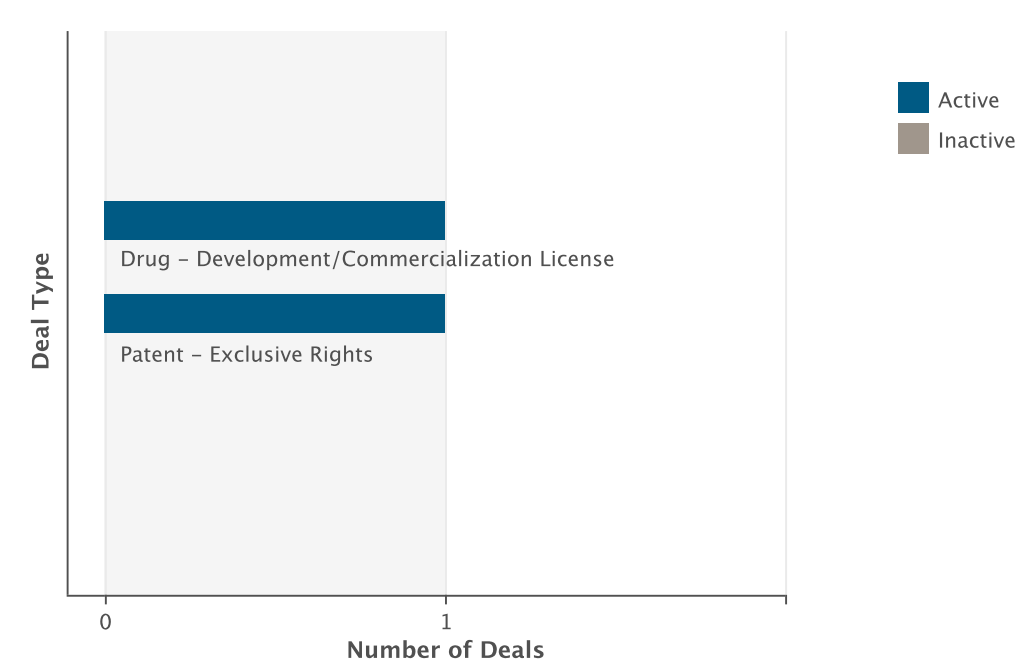 Active
Inactive
Deal Type
Drug – Development/Commercialization License
Patent – Exclusive Rights
0
1
Number of Deals